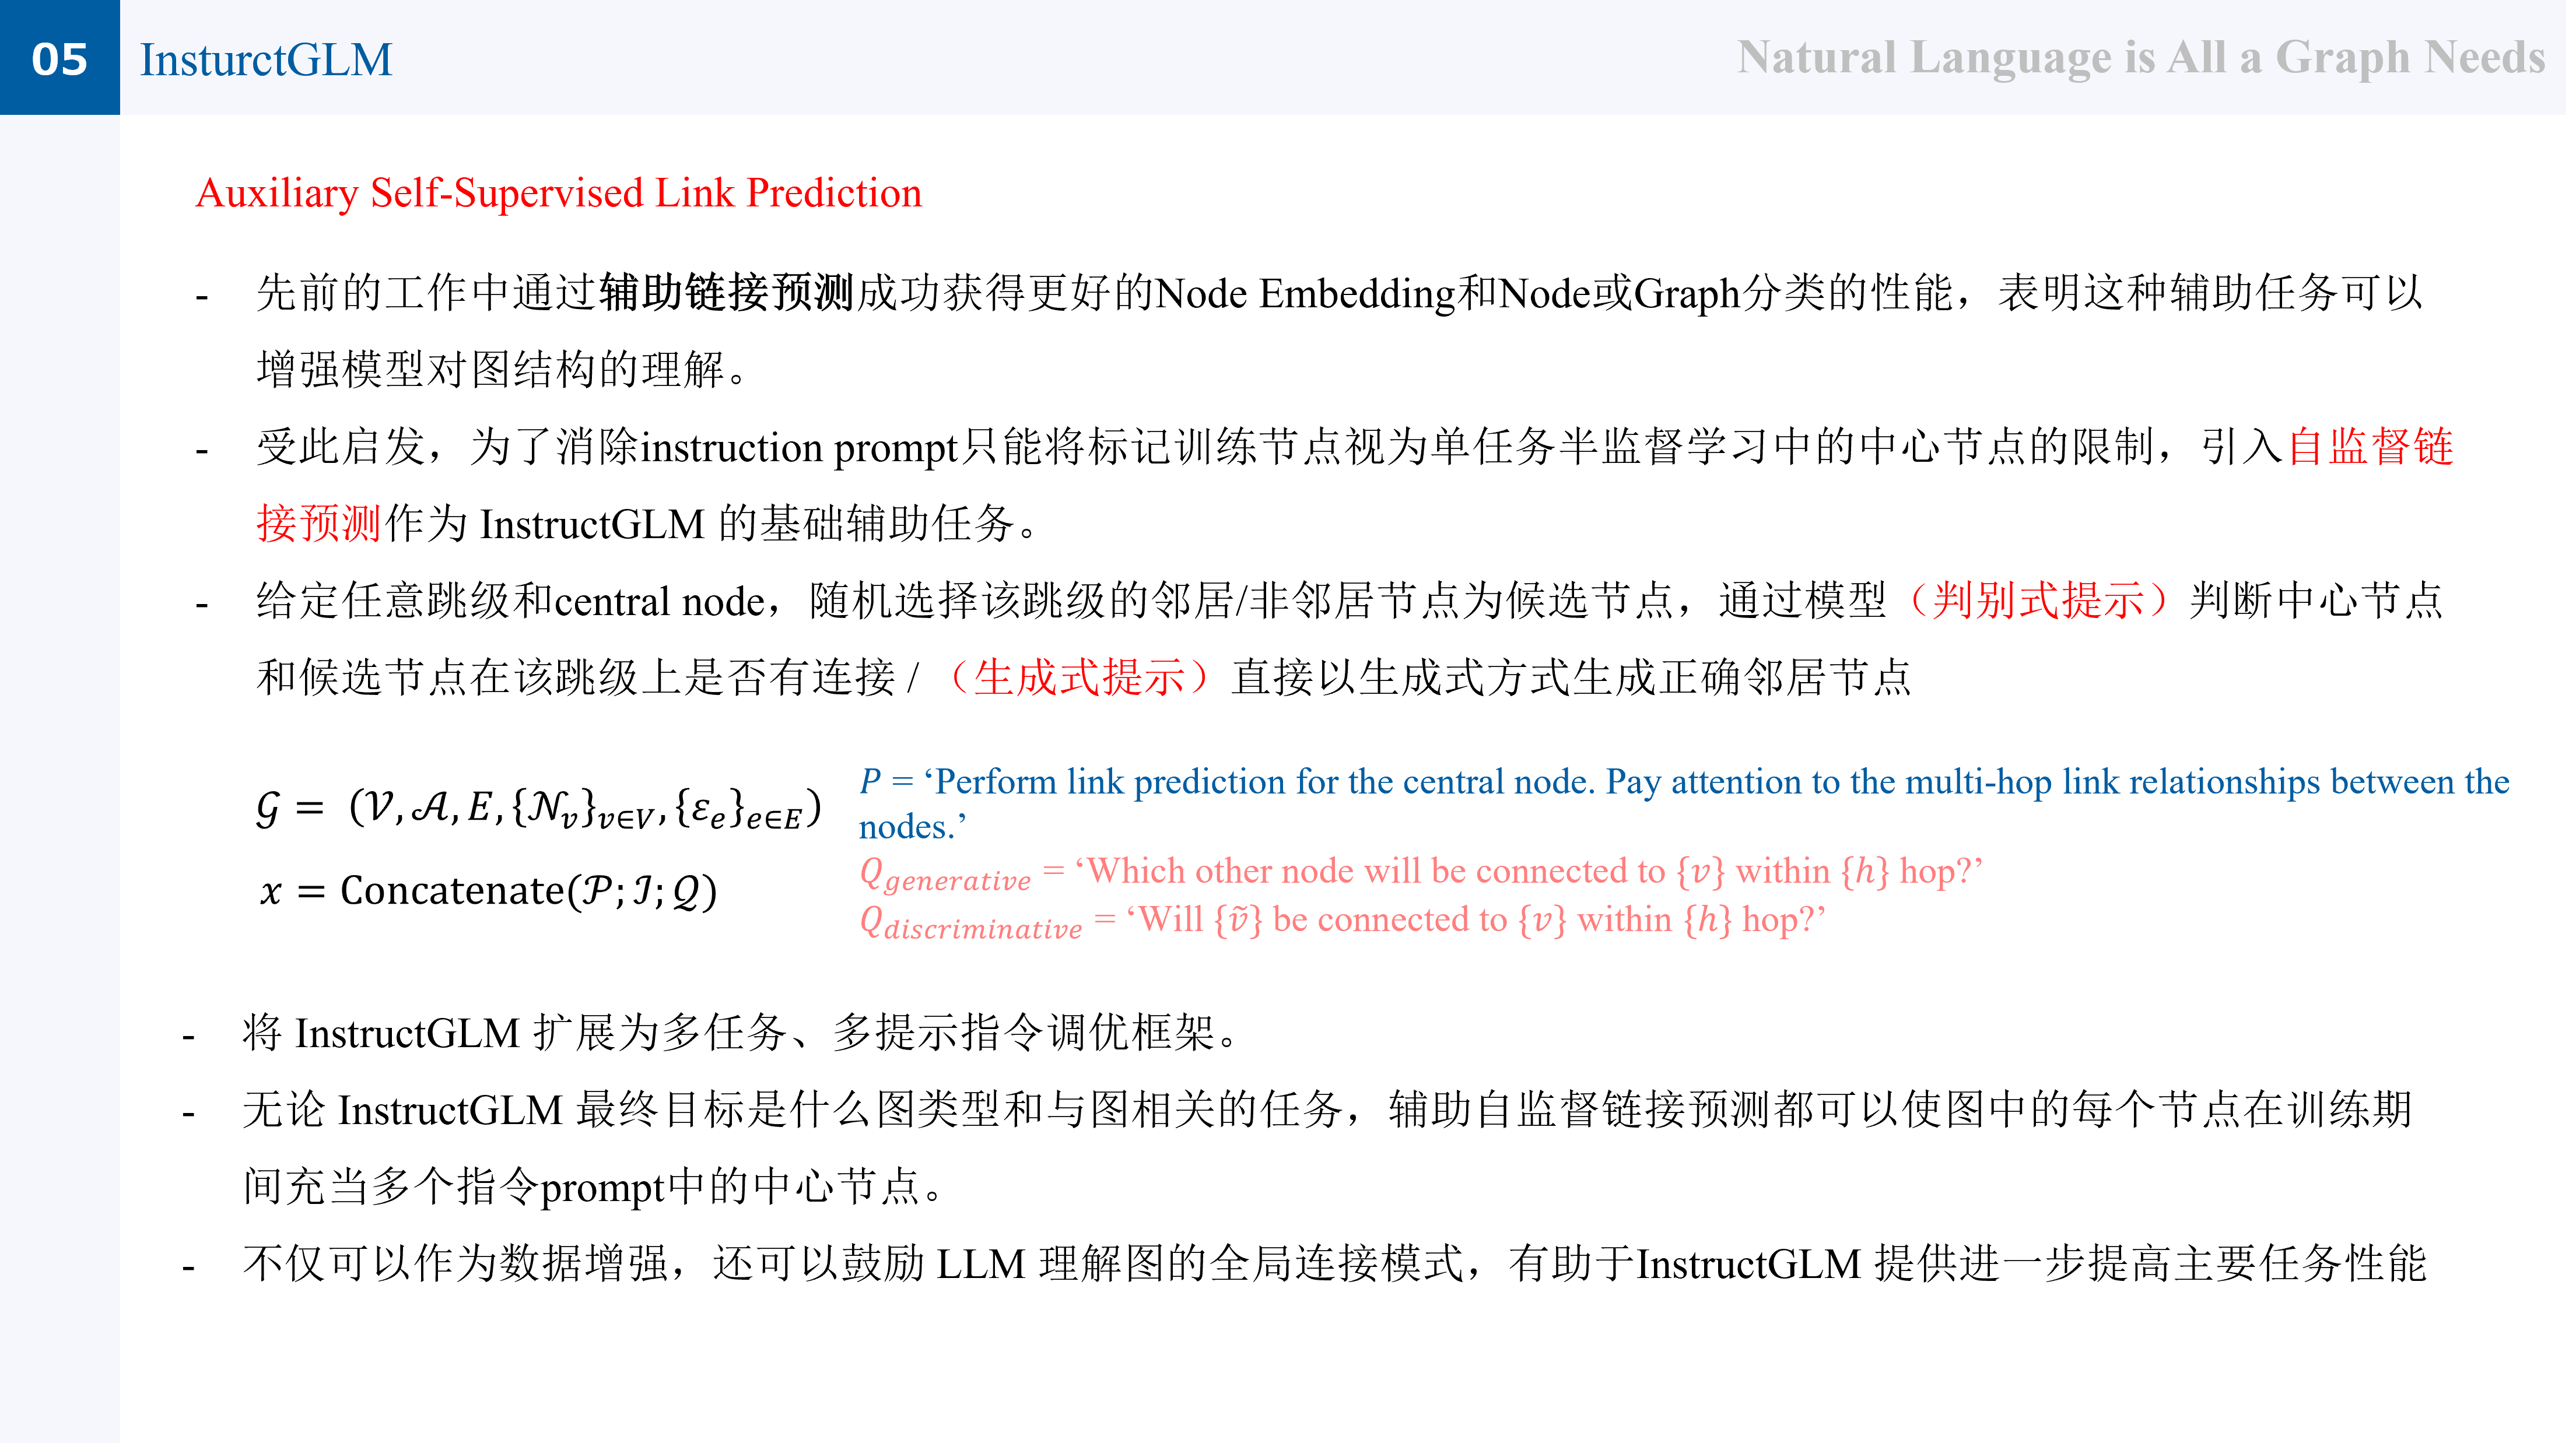 05
InsturctGLM
Natural Language is All a Graph Needs
Auxiliary Self-Supervised Link Prediction
- 先前的工作中通过辅助链接预测成功获得更好的Node Embedding和Node或Graph分类的性能，表明这种辅助任务可以
增强模型对图结构的理解。
- 受此启发，为了消除instruction prompt只能将标记训练节点视为单任务半监督学习中的中心节点的限制，引入自监督链
接预测作为 InstructGLM 的基础辅助任务。
- 给定任意跳级和central node，随机选择该跳级的邻居/非邻居节点为候选节点，通过模型（判别式提示）判断中心节点
和候选节点在该跳级上是否有连接 / （生成式提示）直接以生成式方式生成正确邻居节点
𝒢 = (𝒱, 𝒜, E, {𝒩_v}_{v∈V}, {ε_e}_{e∈E})
x = Concatenate(𝒫; ℐ; 𝒬)
P = ‘Perform link prediction for the central node. Pay attention to the multi-hop link relationships between the
nodes.’
Q_{generative} = ‘Which other node will be connected to {v} within {h} hop?’
Q_{discriminative} = ‘Will {ṽ} be connected to {v} within {h} hop?’
- 将 InstructGLM 扩展为多任务、多提示指令调优框架。
- 无论 InstructGLM 最终目标是什么图类型和与图相关的任务，辅助自监督链接预测都可以使图中的每个节点在训练期
间充当多个指令prompt中的中心节点。
- 不仅可以作为数据增强，还可以鼓励 LLM 理解图的全局连接模式，有助于InstructGLM 提供进一步提高主要任务性能